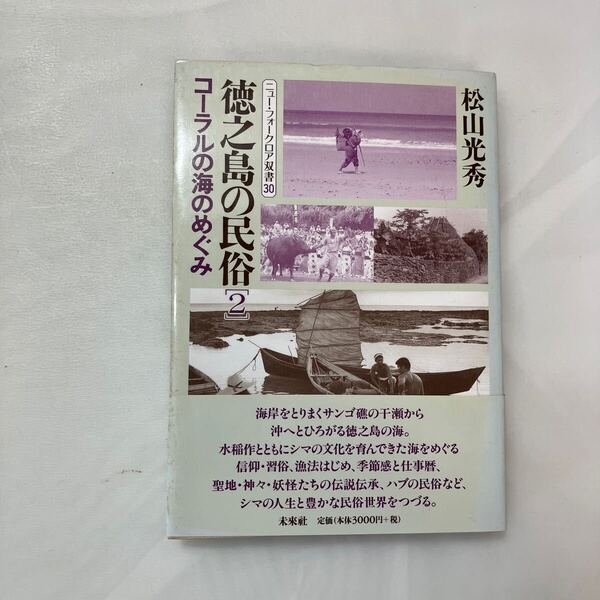 松山光秀
ニュー・フォークロア双書30
徳之島の民俗[2]
コーラルの海のめぐみ
海岸をとりまくサンゴ礁の干瀬から
沖へとひろがる徳之島の海。
水稲作とともにシマの文化を育んできた海をめぐる
信仰・習俗、漁法はじめ、季節感と仕事暦、
聖地・神々・妖怪たちの伝説伝承、ハブの民俗など、
シマの人生と豊かな民俗世界をつづる。
未來社 定価(本体3000円+税)